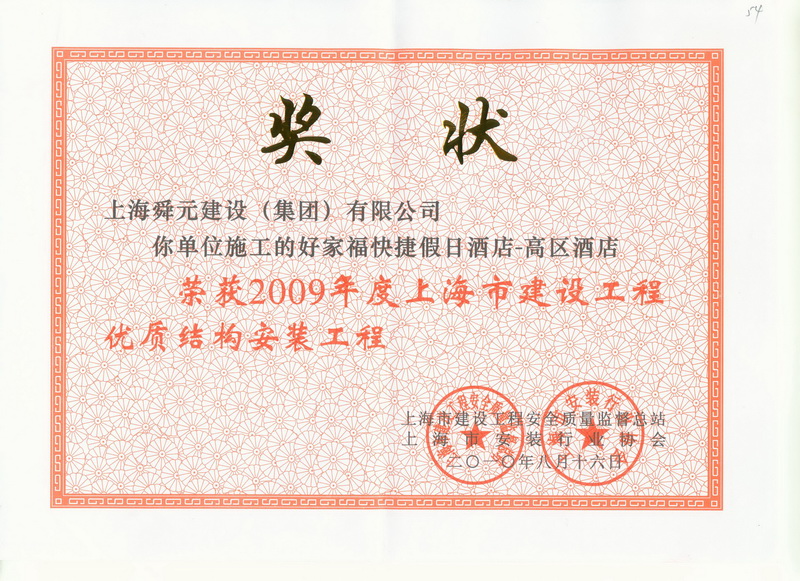 54
奖 状
上海舜元建设（集团）有限公司
你单位施工的好家福快捷假日酒店-高区酒店
荣获2009年度上海市建设工程
优质结构安装工程
上海市建设工程安全质量监督总站
上海市安装行业协会
二〇一〇年八月十六日